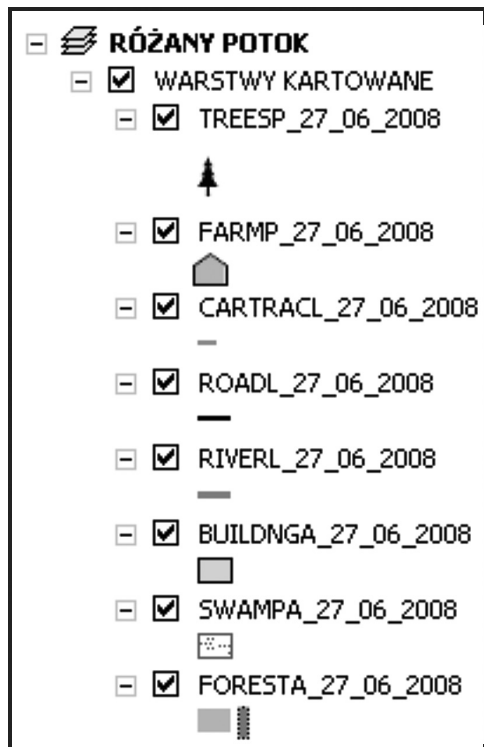 RÓŻANY POTOK
WARSTWY KARTOWANE
TREESP_27_06_2008
FARMP_27_06_2008
CARTRACL_27_06_2008
ROADL_27_06_2008
RIVERL_27_06_2008
BUILDNGA_27_06_2008
SWAMPA_27_06_2008
FORESTA_27_06_2008